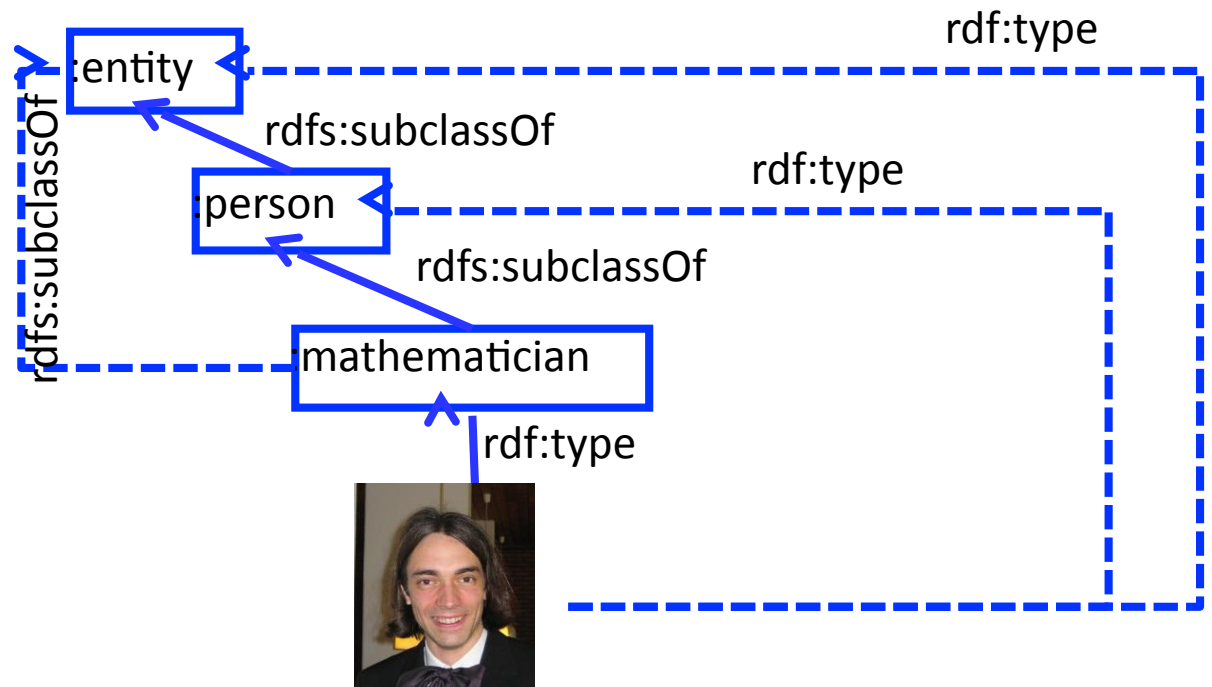 rdf:type
:entity
rdfs:subclassOf
rdfs:subclassOf
rdf:type
:person
rdfs:subclassOf
:mathematician
rdf:type